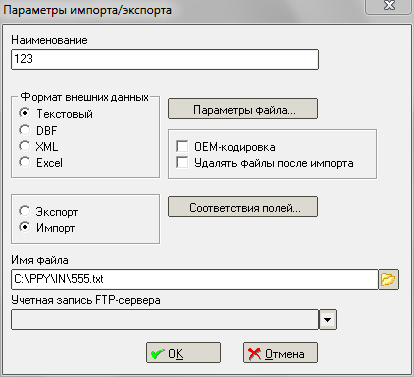 Параметры импорта/экспорта
Наименование
123
Формат внешних данных
Текстовый
DBF
XML
Excel
Параметры файла...
OEM-кодировка
Удалять файлы после импорта
Экспорт
Импорт
Соответствия полей...
Имя файла
C:\PPY\IN\555.txt
Учетная запись FTP-сервера
OK
Отмена